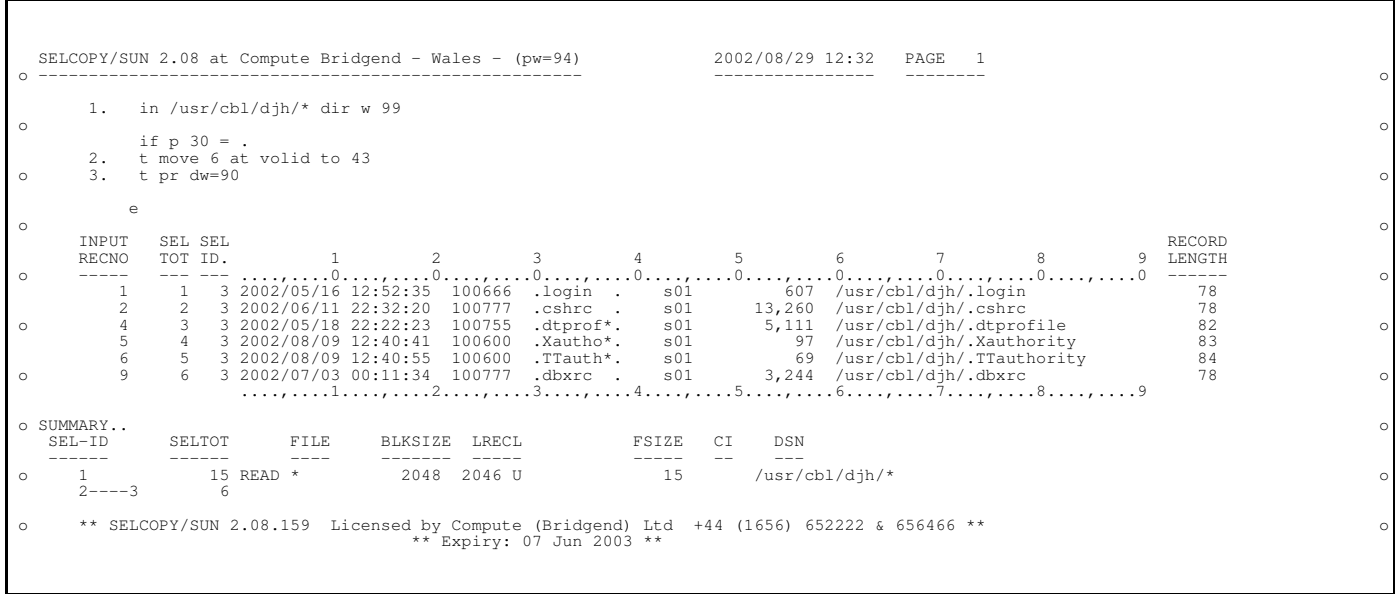 SELCOPY/SUN 2.08 at Compute Bridgend - Wales - (pw=94)                2002/08/29 12:32   PAGE   1
o ------------------------------------------------------             ----------------   --------   o
1.   in /usr/cbl/djh/* dir w 99
o   o
if p 30 = .
2.   t move 6 at volid to 43
o   3.   t pr dw=90   o
e
o   o
INPUT   SEL SEL   RECORD
RECNO   TOT ID.          1         2         3         4         5         6         7         8         9  LENGTH
o   -----   --- --- ....,....0....,....0....,....0....,....0....,....0....,....0....,....0....,....0....,....0  ------   o
1    1   3 2002/05/16 12:52:35  100666  .login  .    s01         607  /usr/cbl/djh/.login   78
2    2   3 2002/06/11 22:32:20  100777  .cshrc  .    s01      13,260  /usr/cbl/djh/.cshrc   78
o   4    3   3 2002/05/18 22:22:23  100755  .dtprof*.    s01       5,111  /usr/cbl/djh/.dtprofile   82   o
5    4   3 2002/08/09 12:40:41  100600  .Xautho*.    s01          97  /usr/cbl/djh/.Xauthority   83
6    5   3 2002/08/09 12:40:55  100600  .TTauth*.    s01          69  /usr/cbl/djh/.TTauthority   84
o   9    6   3 2002/07/03 00:11:34  100777  .dbxrc  .    s01       3,244  /usr/cbl/djh/.dbxrc   78   o
....,....1....,....2....,....3....,....4....,....5....,....6....,....7....,....8....,....9
o SUMMARY..   o
SEL-ID      SELTOT      FILE     BLKSIZE  LRECL           FSIZE   CI    DSN
------      ------      ----     -------  -----           -----   --    ---
o   1             15 READ *          2048  2046 U              15       /usr/cbl/djh/*   o
2----3        6
o   ** SELCOPY/SUN 2.08.159  Licensed by Compute (Bridgend) Ltd  +44 (1656) 652222 & 656466 **   o
** Expiry: 07 Jun 2003 **